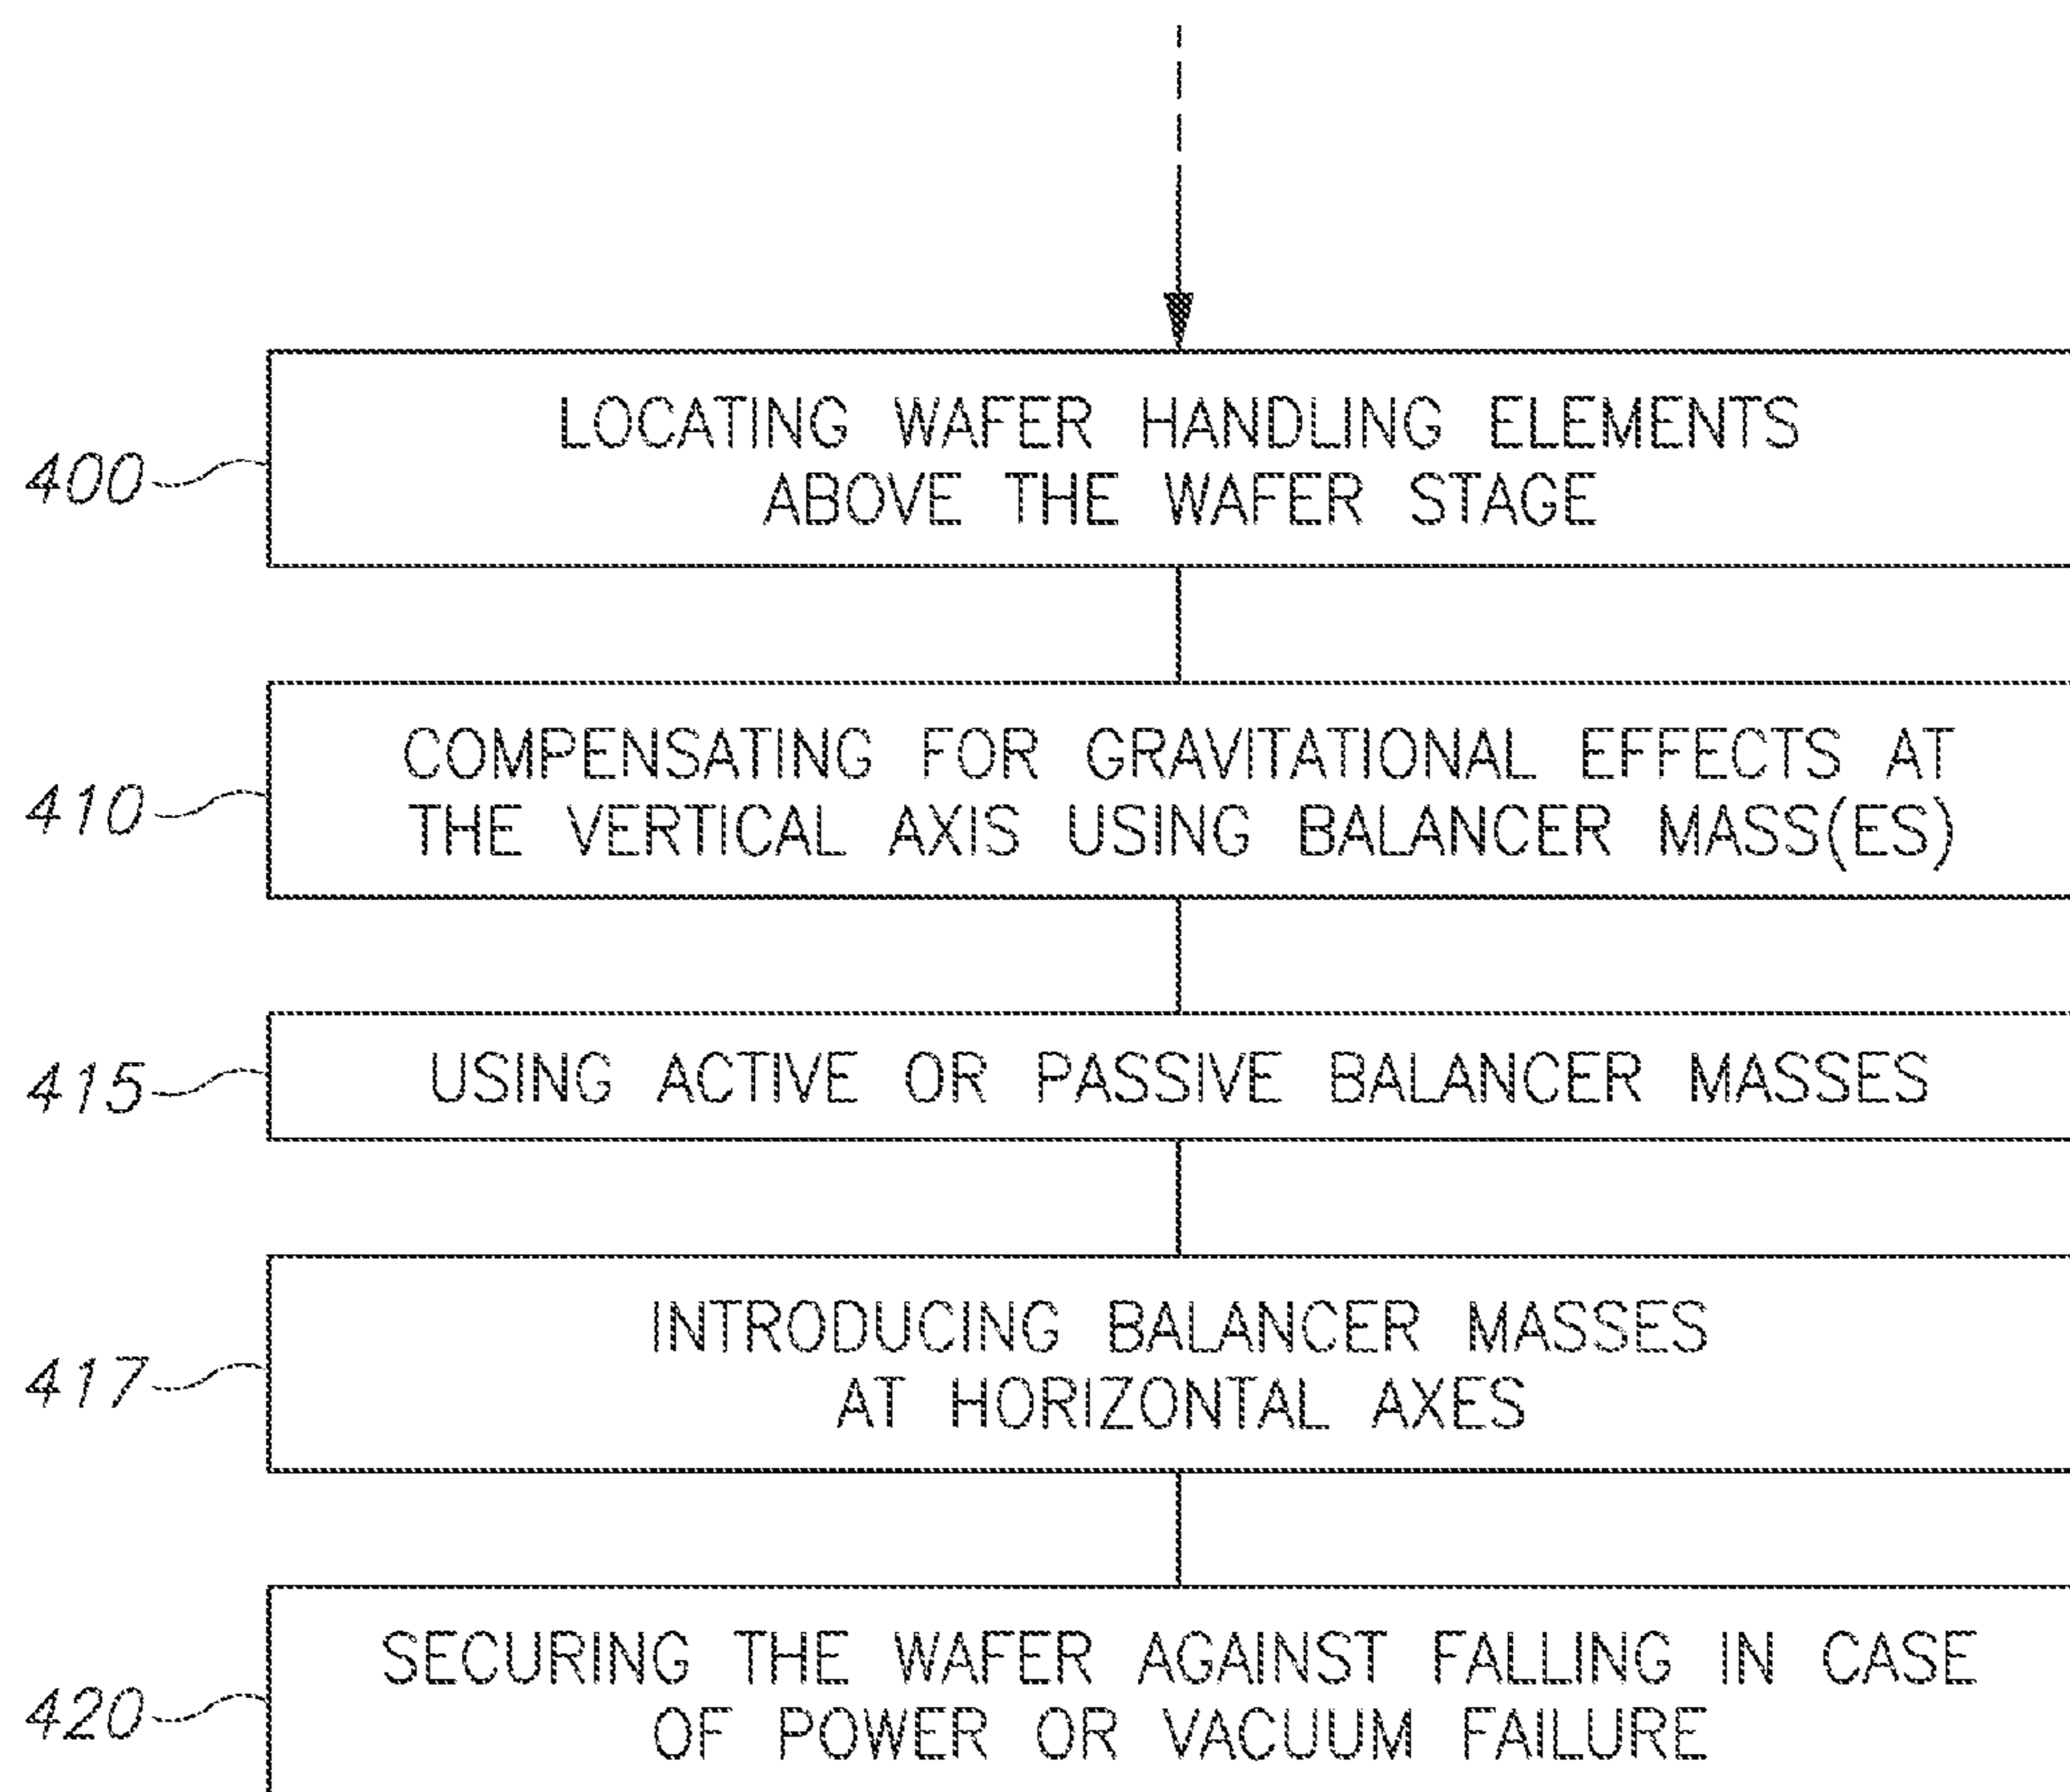 400
LOCATING WAFER HANDLING ELEMENTS
ABOVE THE WAFER STAGE
410
COMPENSATING FOR GRAVITATIONAL EFFECTS AT
THE VERTICAL AXIS USING BALANCER MASS(ES)
415
USING ACTIVE OR PASSIVE BALANCER MASSES
417
INTRODUCING BALANCER MASSES
AT HORIZONTAL AXES
420
SECURING THE WAFER AGAINST FALLING IN CASE
OF POWER OR VACUUM FAILURE